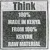 Think
100%
MADE IN KENYA
FROM 100%
KENYAN
RAW MATERIAL